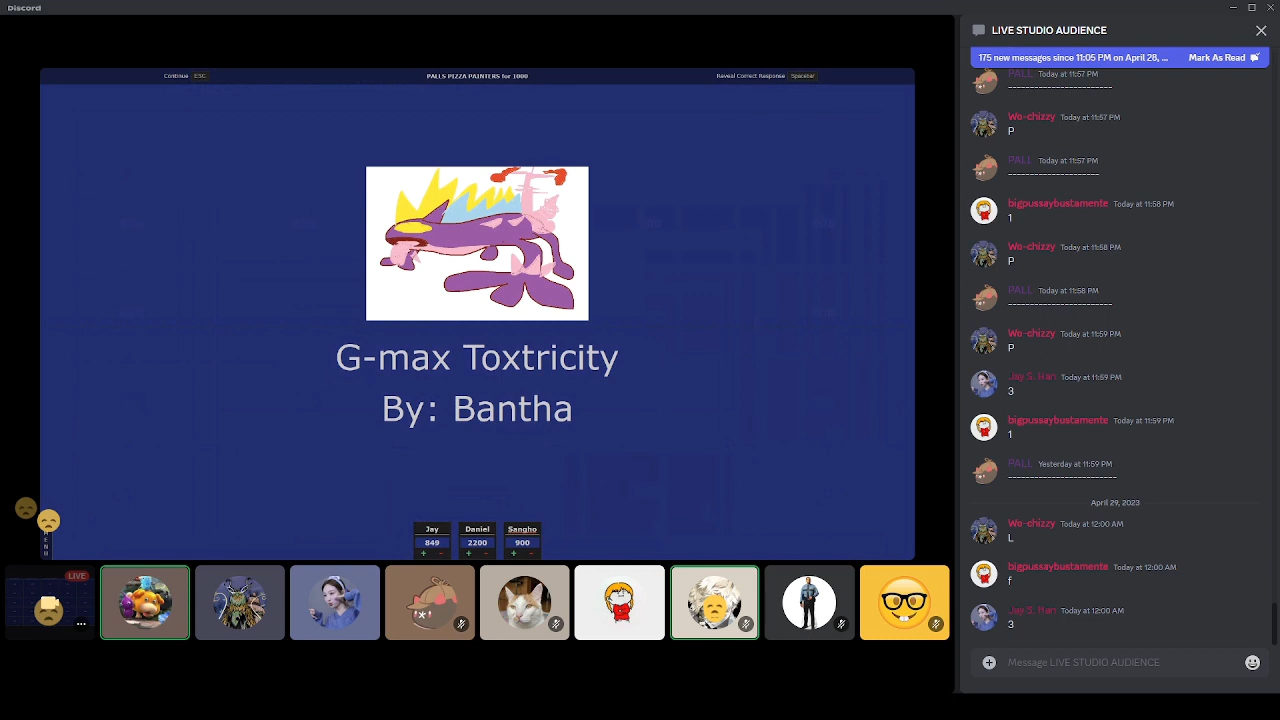 Discord
Continue ESC
PALLS PIZZA PAINTERS for 1000
Reveal Correct Response Spacebar
G-max Toxtricity
By: Bantha
MENU
Jay
849
+ -
Daniel
2200
+ -
Sangho
900
+ -
LIVE
LIVE STUDIO AUDIENCE
175 new messages since 11:05 PM on April 28, ... Mark As Read
PALL Today at 11:57 PM
------------------------
Wo-chizzy Today at 11:57 PM
P
PALL Today at 11:57 PM
---------------------
bigpussaybustamente Today at 11:58 PM
1
Wo-chizzy Today at 11:58 PM
P
PALL Today at 11:58 PM
------------------------
Wo-chizzy Today at 11:59 PM
P
Jay S. Han Today at 11:59 PM
3
bigpussaybustamente Today at 11:59 PM
1
PALL Yesterday at 11:59 PM
-------------------------
April 29, 2023
Wo-chizzy Today at 12:00 AM
L
bigpussaybustamente Today at 12:00 AM
f
Jay S. Han Today at 12:00 AM
3
Message LIVE STUDIO AUDIENCE